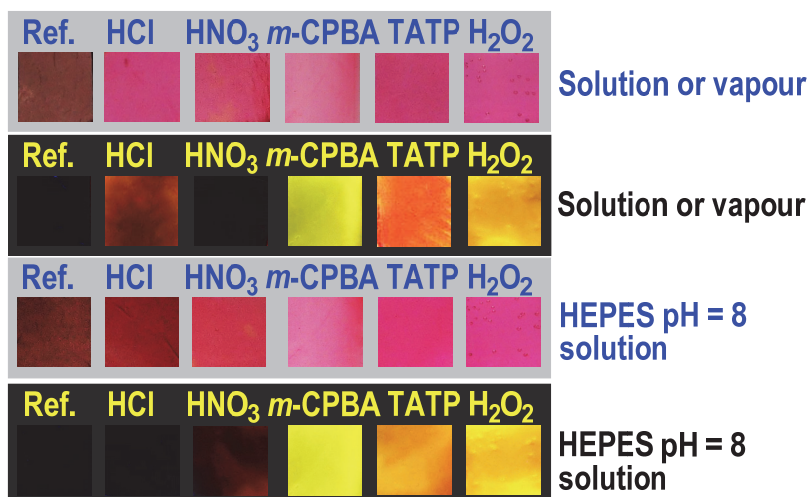 Ref. HCl HNO₃ m-CPBA TATP H₂O₂
Solution or vapour
Ref. HCl HNO₃ m-CPBA TATP H₂O₂
Solution or vapour
Ref. HCl HNO₃ m-CPBA TATP H₂O₂
HEPES pH = 8
solution
Ref. HCl HNO₃ m-CPBA TATP H₂O₂
HEPES pH = 8
solution